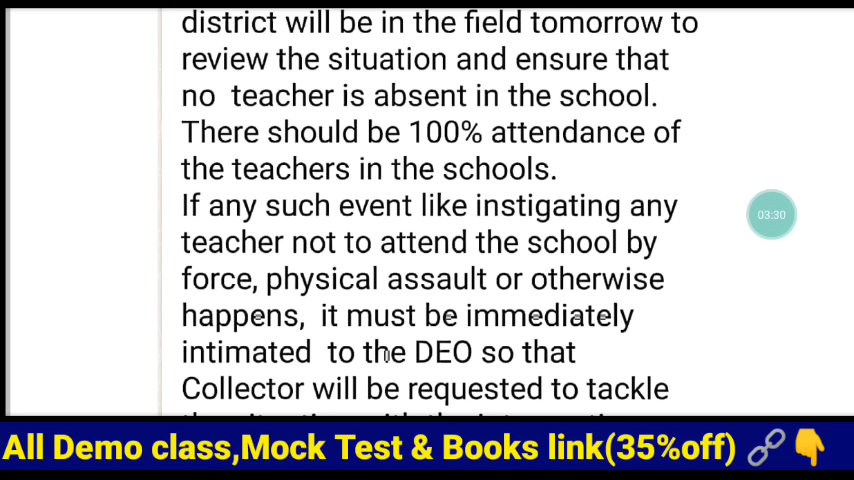 district will be in the field tomorrow to
review the situation and ensure that
no teacher is absent in the school.
There should be 100% attendance of
the teachers in the schools.
If any such event like instigating any
teacher not to attend the school by
force, physical assault or otherwise
happens, it must be immediately
intimated to the DEO so that
Collector will be requested to tackle
03:30
All Demo class,Mock Test & Books link(35%off) 🔗👇